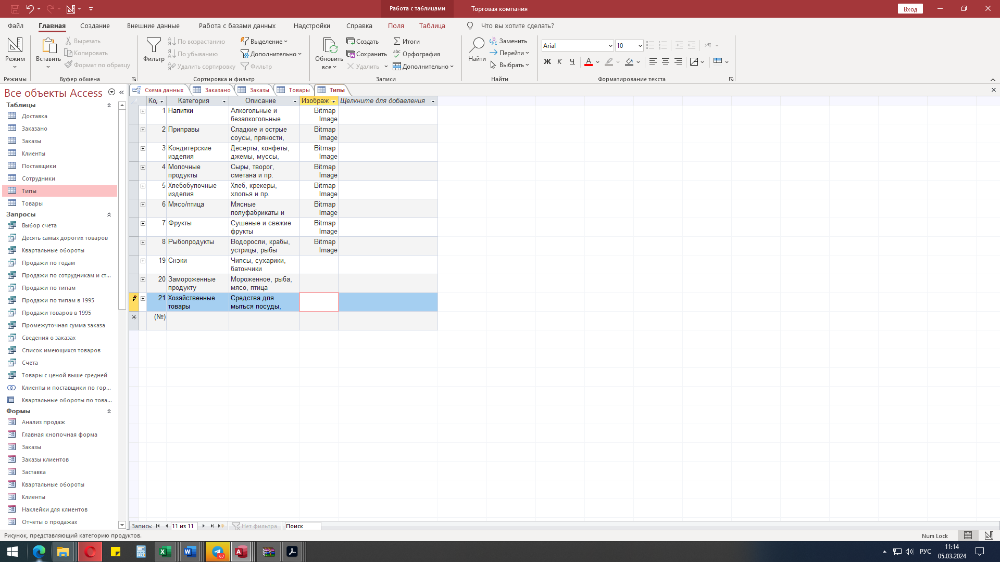 Работа с таблицами
Торговая компания
Вход
Файл
Главная
Создание
Внешние данные
Работа с базами данных
Надстройки
Справка
Поля
Таблица
Что вы хотите сделать?
Режим
Режимы
Вставить
Вырезать
Копировать
Формат по образцу
Буфер обмена
Фильтр
По возрастанию
По убыванию
Удалить сортировку
Выделение
Дополнительно
Фильтр
Сортировка и фильтр
Обновить
все
Создать
Сохранить
Удалить
Итоги
Орфография
Дополнительно
Записи
Найти
Заменить
Перейти
Выбрать
Найти
Arial
10
Ж К Ч
Форматирование текста
Все объекты Access
Таблицы
Доставка
Заказано
Заказы
Клиенты
Поставщики
Сотрудники
Типы
Товары
Запросы
Выбор счета
Десять самых дорогих товаров
Квартальные обороты
Продажи по годам
Продажи по сотрудникам и ст...
Продажи по типам
Продажи по типам в 1995
Продажи товаров в 1995
Промежуточная сумма заказа
Сведения о заказах
Список имеющихся товаров
Счета
Товары с ценой выше средней
Клиенты и поставщики по гор...
Квартальные обороты по това...
Формы
Анализ продаж
Главная кнопочная форма
Заказы
Заказы клиентов
Заставка
Квартальные обороты
Клиенты
Наклейки для клиентов
Отчеты о продажах
Схема данных
Заказано
Заказы
Товары
Типы
Код Категория Описание Изображ Щелкните для добавления
1 Напитки Алкогольные и Bitmap
безалкогольные Image
2 Приправы Сладкие и острые Bitmap
соусы, пряности, Image
3 Кондитерские Десерты, конфеты, Bitmap
изделия джемы, муссы, Image
4 Молочные Сыры, творог, Bitmap
продукты сметана и пр. Image
5 Хлебобулочные Хлеб, крекеры, Bitmap
изделия хлопья и пр. Image
6 Мясо/птица Мясные Bitmap
полуфабрикаты и Image
7 Фрукты Сушеные и свежие Bitmap
фрукты Image
8 Рыбопродукты Водоросли, крабы, Bitmap
устрицы, рыбы Image
19 Снэки Чипсы, сухарики,
батончики
20 Замороженные Мороженное, рыба,
продукту мясо, птица
21 Хозяйственные Средства для
товары мыться посуды,
(№)
Запись: 11 из 11 Нет фильтра Поиск
Рисунок, представляющий категорию продуктов.
Num Lock
.67
РУС
11:14
05.03.2024